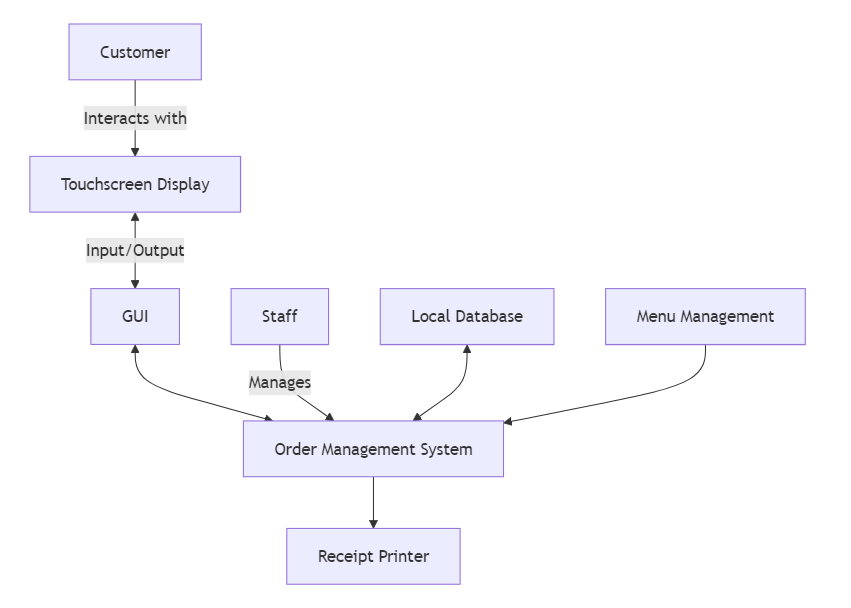 Customer
Interacts with
Touchscreen Display
Input/Output
GUI
Staff
Local Database
Menu Management
Manages
Order Management System
Receipt Printer